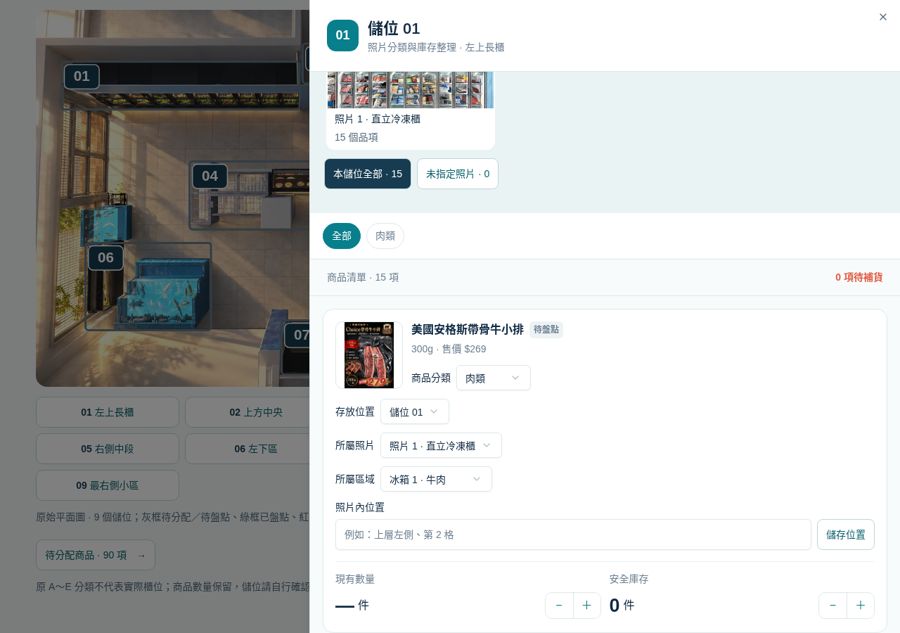 01
儲位 01
照片分類與庫存整理 · 左上長櫃
×
照片 1 · 直立冷凍櫃
15 個品項
本儲位全部 · 15
未指定照片 · 0
全部
肉類
商品清單 · 15 項
0 項待補貨
美國安格斯帶骨牛小排
待盤點
300g · 售價 $269
商品分類
肉類
存放位置
儲位 01
所屬照片
照片 1 · 直立冷凍櫃
所屬區域
冰箱 1 · 牛肉
照片內位置
例如：上層左側、第 2 格
儲存位置
現有數量
— 件
− +
安全庫存
0 件
− +
01
04
06
07
01 左上長櫃
02 上方中央
05 右側中段
06 左下區
09 最右側小區
原始平面圖 · 9 個儲位；灰框待分配／待盤點、綠框已盤點、紅
待分配商品 · 90 項 →
原 A～E 分類不代表實際櫃位；商品數量保留，儲位請自行確認